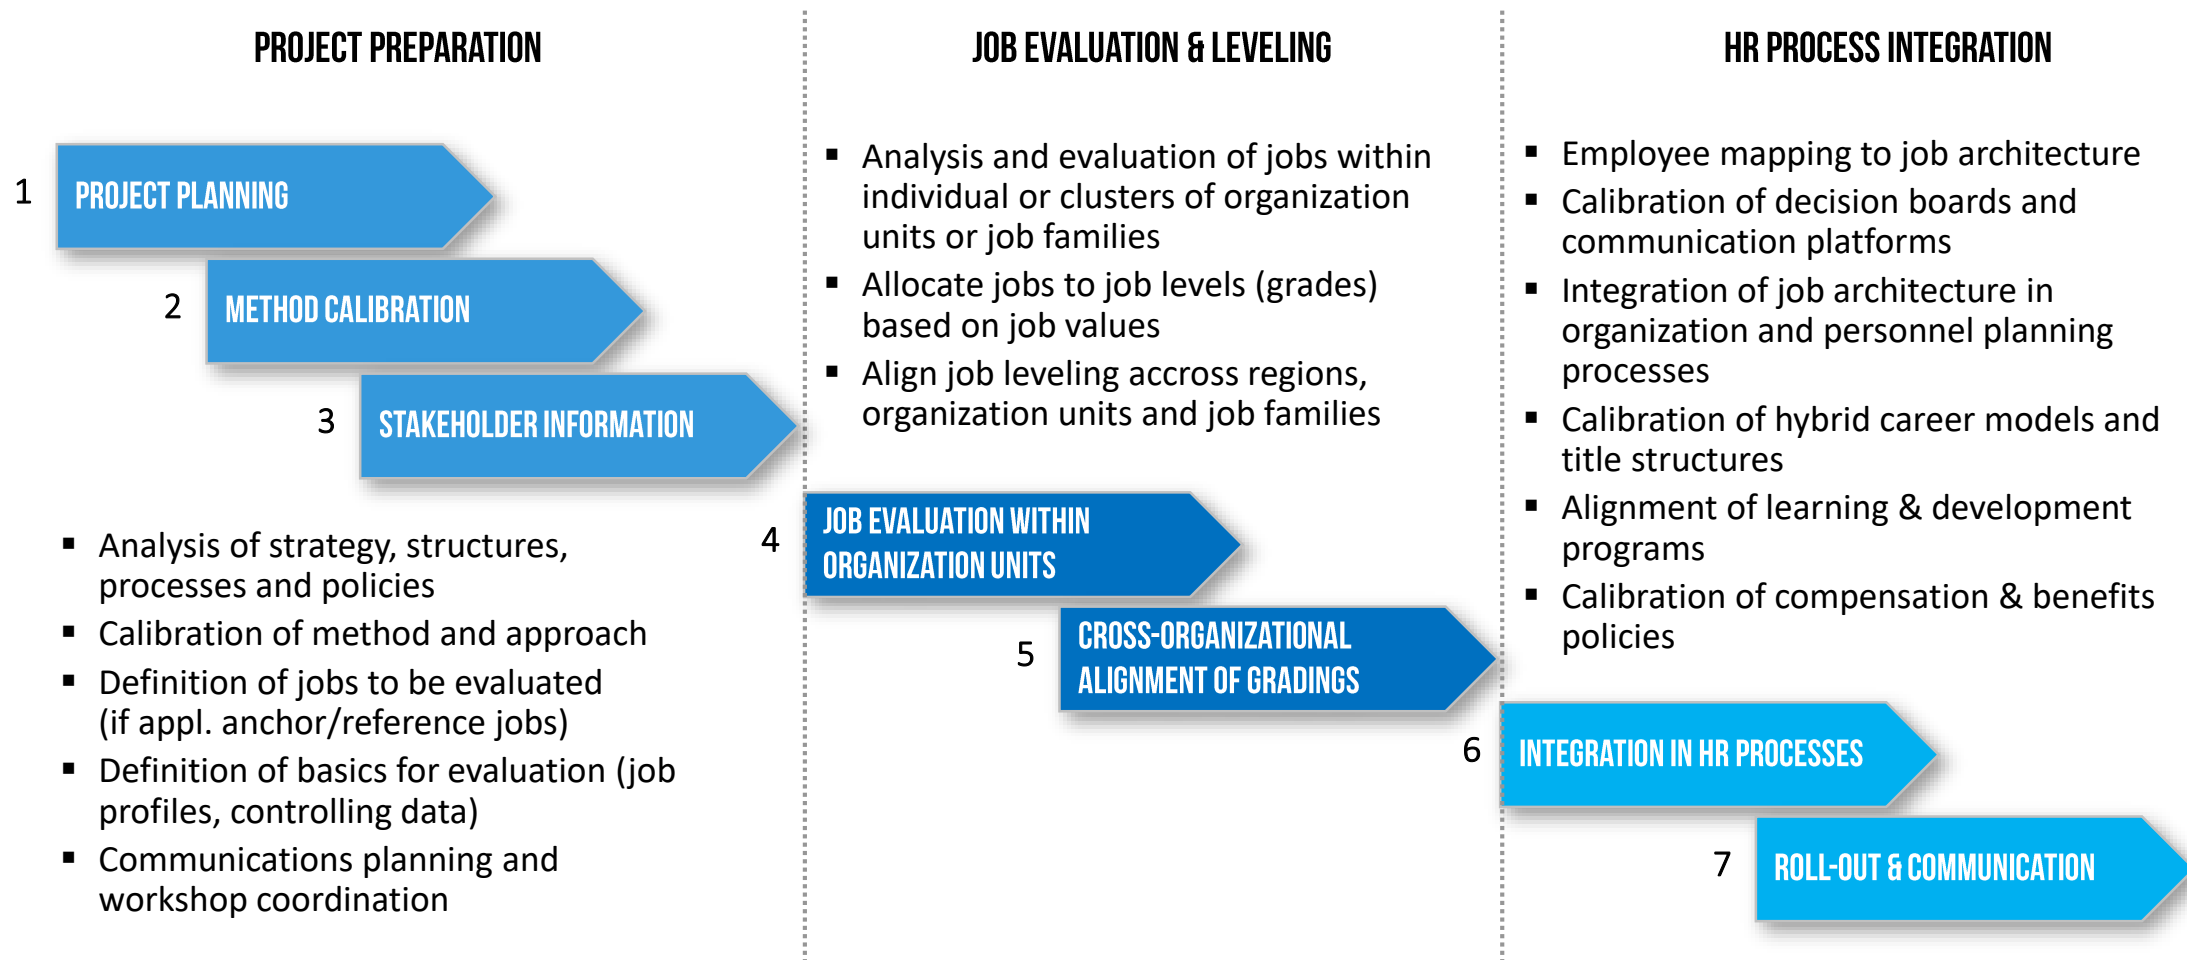 PROJECT PREPARATION
1
PROJECT PLANNING
2
METHOD CALIBRATION
3
STAKEHOLDER INFORMATION
▪ Analysis of strategy, structures,
processes and policies
▪ Calibration of method and approach
▪ Definition of jobs to be evaluated
(if appl. anchor/reference jobs)
▪ Definition of basics for evaluation (job
profiles, controlling data)
▪ Communications planning and
workshop coordination
JOB EVALUATION & LEVELING
▪ Analysis and evaluation of jobs within
individual or clusters of organization
units or job families
▪ Allocate jobs to job levels (grades)
based on job values
▪ Align job leveling accross regions,
organization units and job families
4
JOB EVALUATION WITHIN
ORGANIZATION UNITS
5
CROSS-ORGANIZATIONAL
ALIGNMENT OF GRADINGS
HR PROCESS INTEGRATION
▪ Employee mapping to job architecture
▪ Calibration of decision boards and
communication platforms
▪ Integration of job architecture in
organization and personnel planning
processes
▪ Calibration of hybrid career models and
title structures
▪ Alignment of learning & development
programs
▪ Calibration of compensation & benefits
policies
6
INTEGRATION IN HR PROCESSES
7
ROLL-OUT & COMMUNICATION